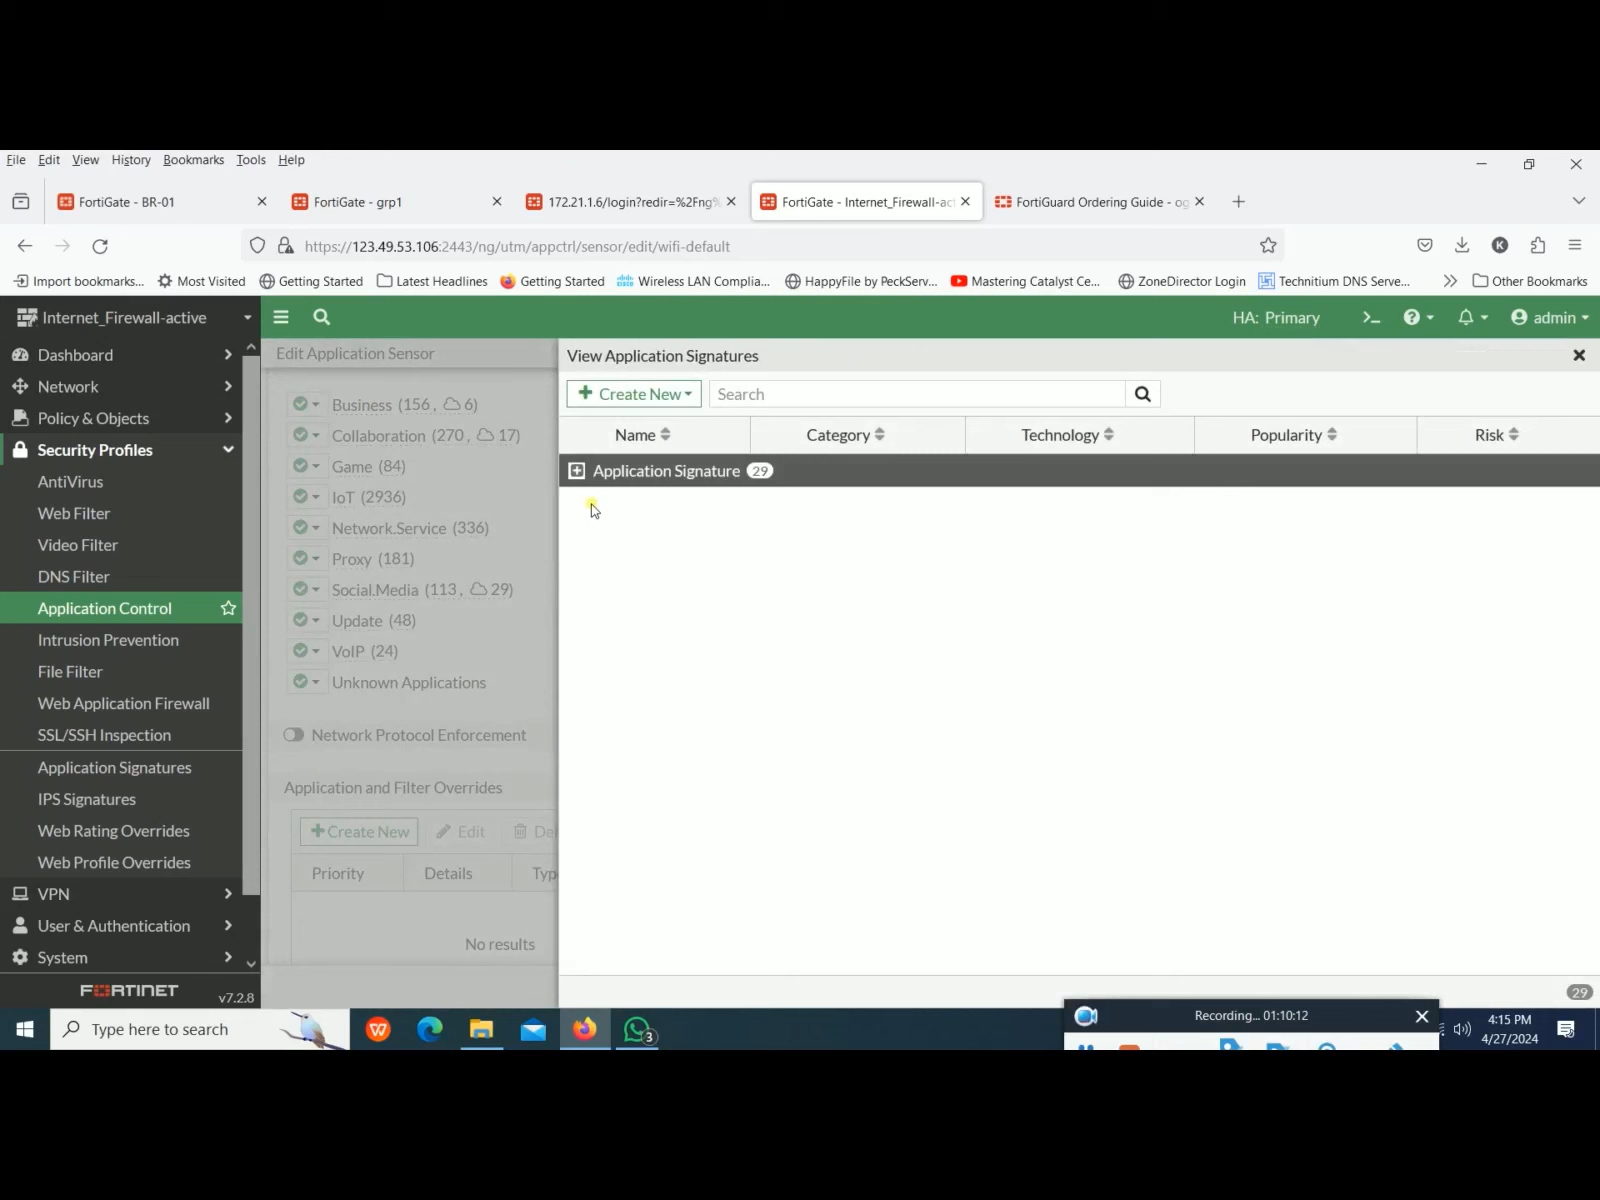 File Edit View History Bookmarks Tools Help
FortiGate - BR-01
FortiGate - grp1
172.21.1.6/login?redir=%2Fng%
FortiGate - Internet_Firewall-act
FortiGuard Ordering Guide - og
https://123.49.53.106:2443/ng/utm/appctrl/sensor/edit/wifi-default
K
Import bookmarks... Most Visited Getting Started Latest Headlines Getting Started Wireless LAN Complia... HappyFile by PeckServ... Mastering Catalyst Ce... ZoneDirector Login Technitium DNS Serve... Other Bookmarks
Internet_Firewall-active
HA: Primary
admin
Dashboard
Network
Policy & Objects
Security Profiles
AntiVirus
Web Filter
Video Filter
DNS Filter
Application Control
Intrusion Prevention
File Filter
Web Application Firewall
SSL/SSH Inspection
Application Signatures
IPS Signatures
Web Rating Overrides
Web Profile Overrides
VPN
User & Authentication
System
FORTINET v7.2.8
Edit Application Sensor
Business (156, 6)
Collaboration (270, 17)
Game (84)
IoT (2936)
Network.Service (336)
Proxy (181)
Social.Media (113, 29)
Update (48)
VoIP (24)
Unknown Applications
Network Protocol Enforcement
Application and Filter Overrides
Create New Edit De
Priority Details Typ
No results
View Application Signatures
Create New Search
Name Category Technology Popularity Risk
Application Signature 29
29
Type here to search
W
3
Recording... 01:10:12
4:15 PM
4/27/2024